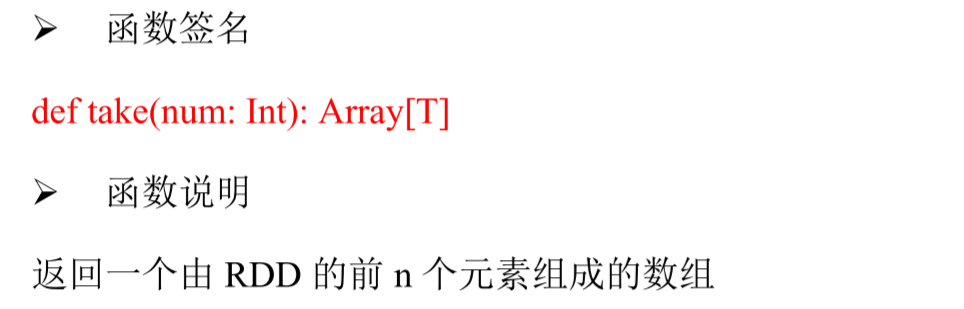 ➢ 函数签名
def take(num: Int): Array[T]
➢ 函数说明
返回一个由 RDD 的前 n 个元素组成的数组